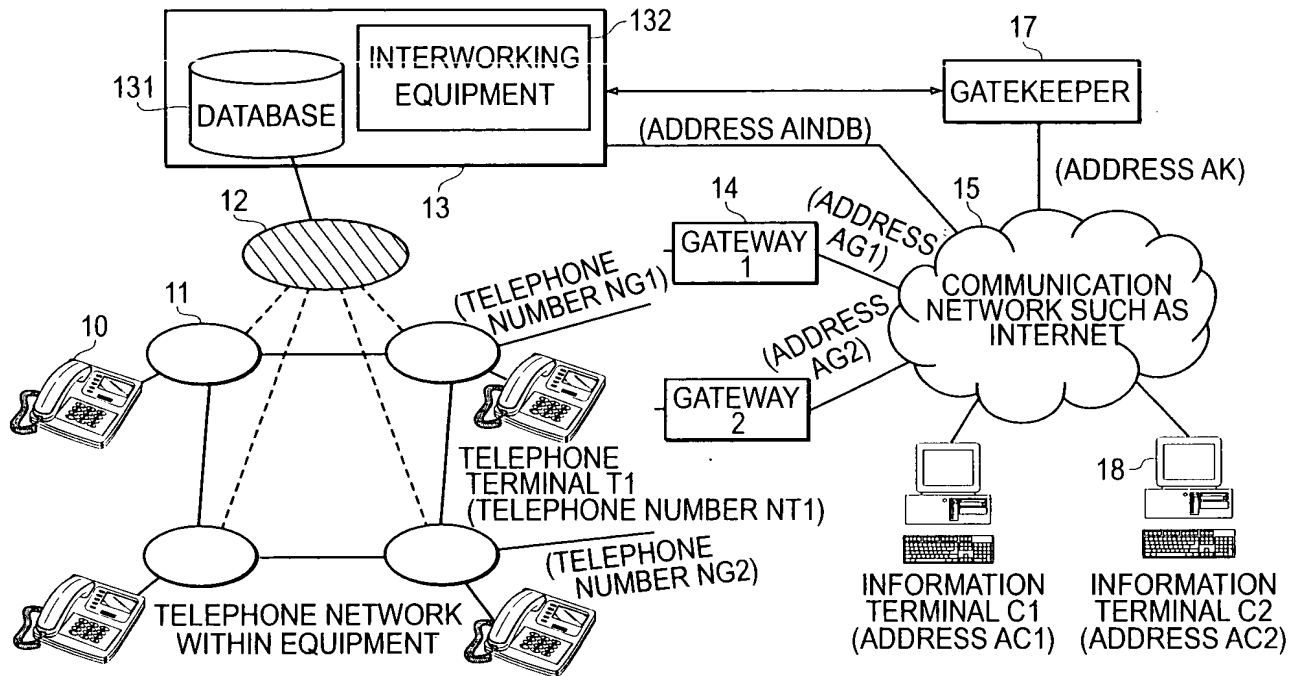 132
17
INTERWORKING
EQUIPMENT
131
DATABASE
GATEKEEPER
(ADDRESS AINDB)
13
(ADDRESS AK)
12
14
15
(ADDRESS
AG1)
GATEWAY
1
(TELEPHONE
NUMBER NG1)
COMMUNICATION
NETWORK SUCH AS
INTERNET
11
10
(ADDRESS
AG2)
GATEWAY
2
TELEPHONE
TERMINAL T1
(TELEPHONE NUMBER NT1)
18
(TELEPHONE
NUMBER NG2)
TELEPHONE NETWORK
WITHIN EQUIPMENT
INFORMATION
TERMINAL C1
(ADDRESS AC1)
INFORMATION
TERMINAL C2
(ADDRESS AC2)